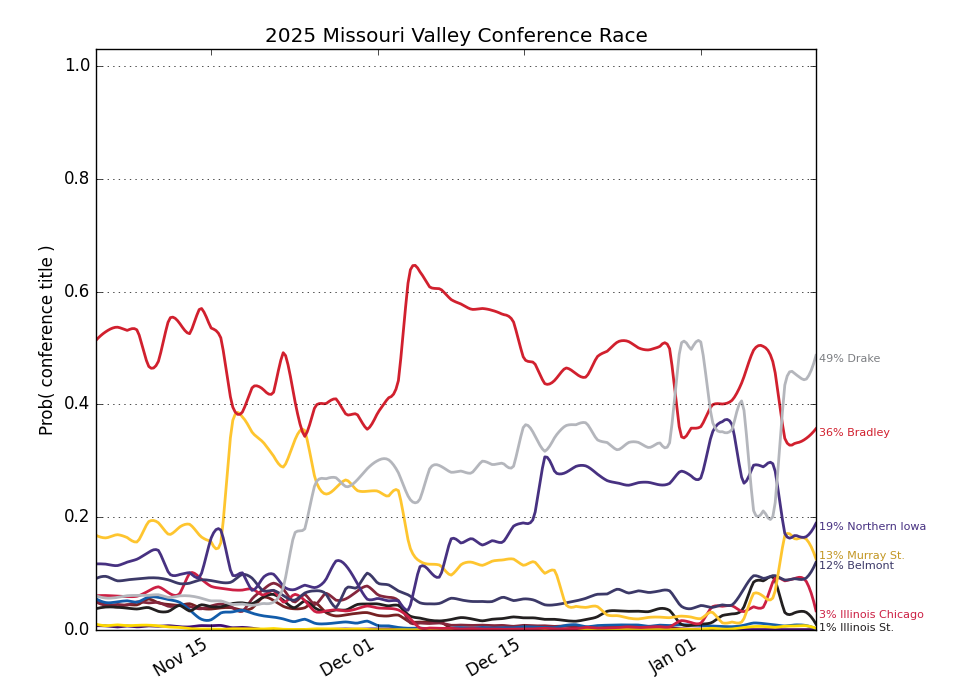 2025 Missouri Valley Conference Race
Prob( conference title )
1.0
0.8
0.6
0.4
0.2
0.0
Nov 15
Dec 01
Dec 15
Jan 01
49% Drake
36% Bradley
19% Northern Iowa
13% Murray St.
12% Belmont
3% Illinois Chicago
1% Illinois St.